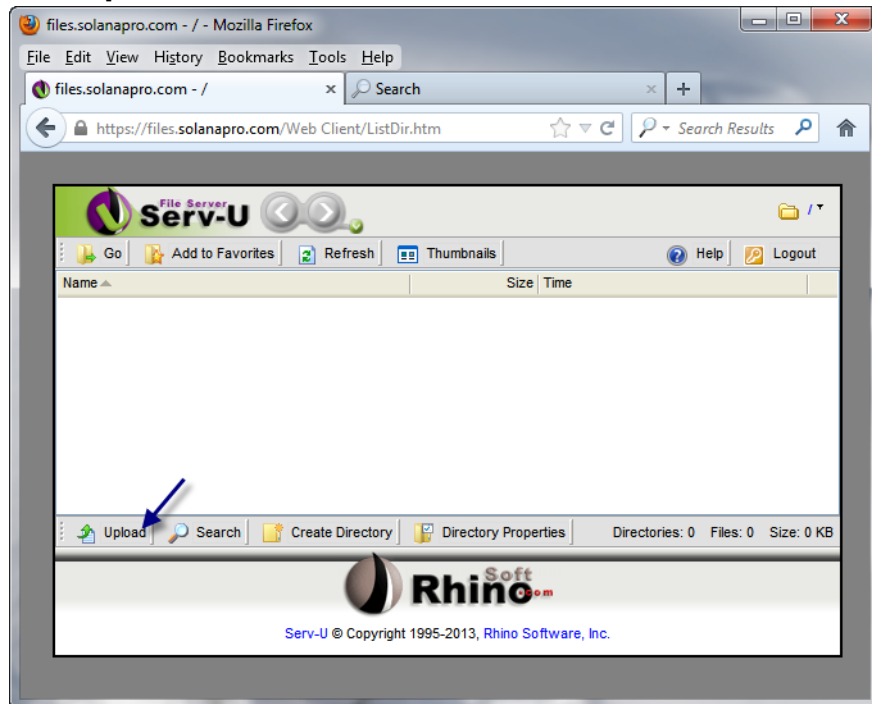 files.solanapro.com - / - Mozilla Firefox
File Edit View History Bookmarks Tools Help
files.solanapro.com - / Search
https://files.solanapro.com/Web Client/ListDir.htm Search Results
File Server
Serv-U /
Go Add to Favorites Refresh Thumbnails Help Logout
Name Size Time
Upload Search Create Directory Directory Properties Directories: 0 Files: 0 Size: 0 KB
RhinoSoft.com
Serv-U © Copyright 1995-2013, Rhino Software, Inc.